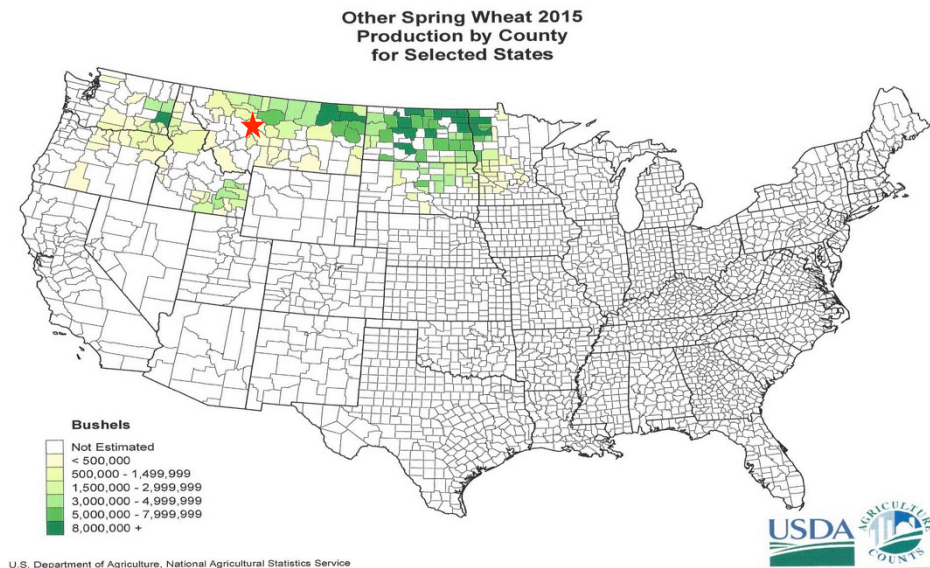 Other Spring Wheat 2015
Production by County
for Selected States
Bushels
Not Estimated
< 500,000
500,000 - 1,499,999
1,500,000 - 2,999,999
3,000,000 - 4,999,999
5,000,000 - 7,999,999
8,000,000 +
USDA
AGRICULTURE
COUNTS
U.S. Department of Agriculture, National Agricultural Statistics Service